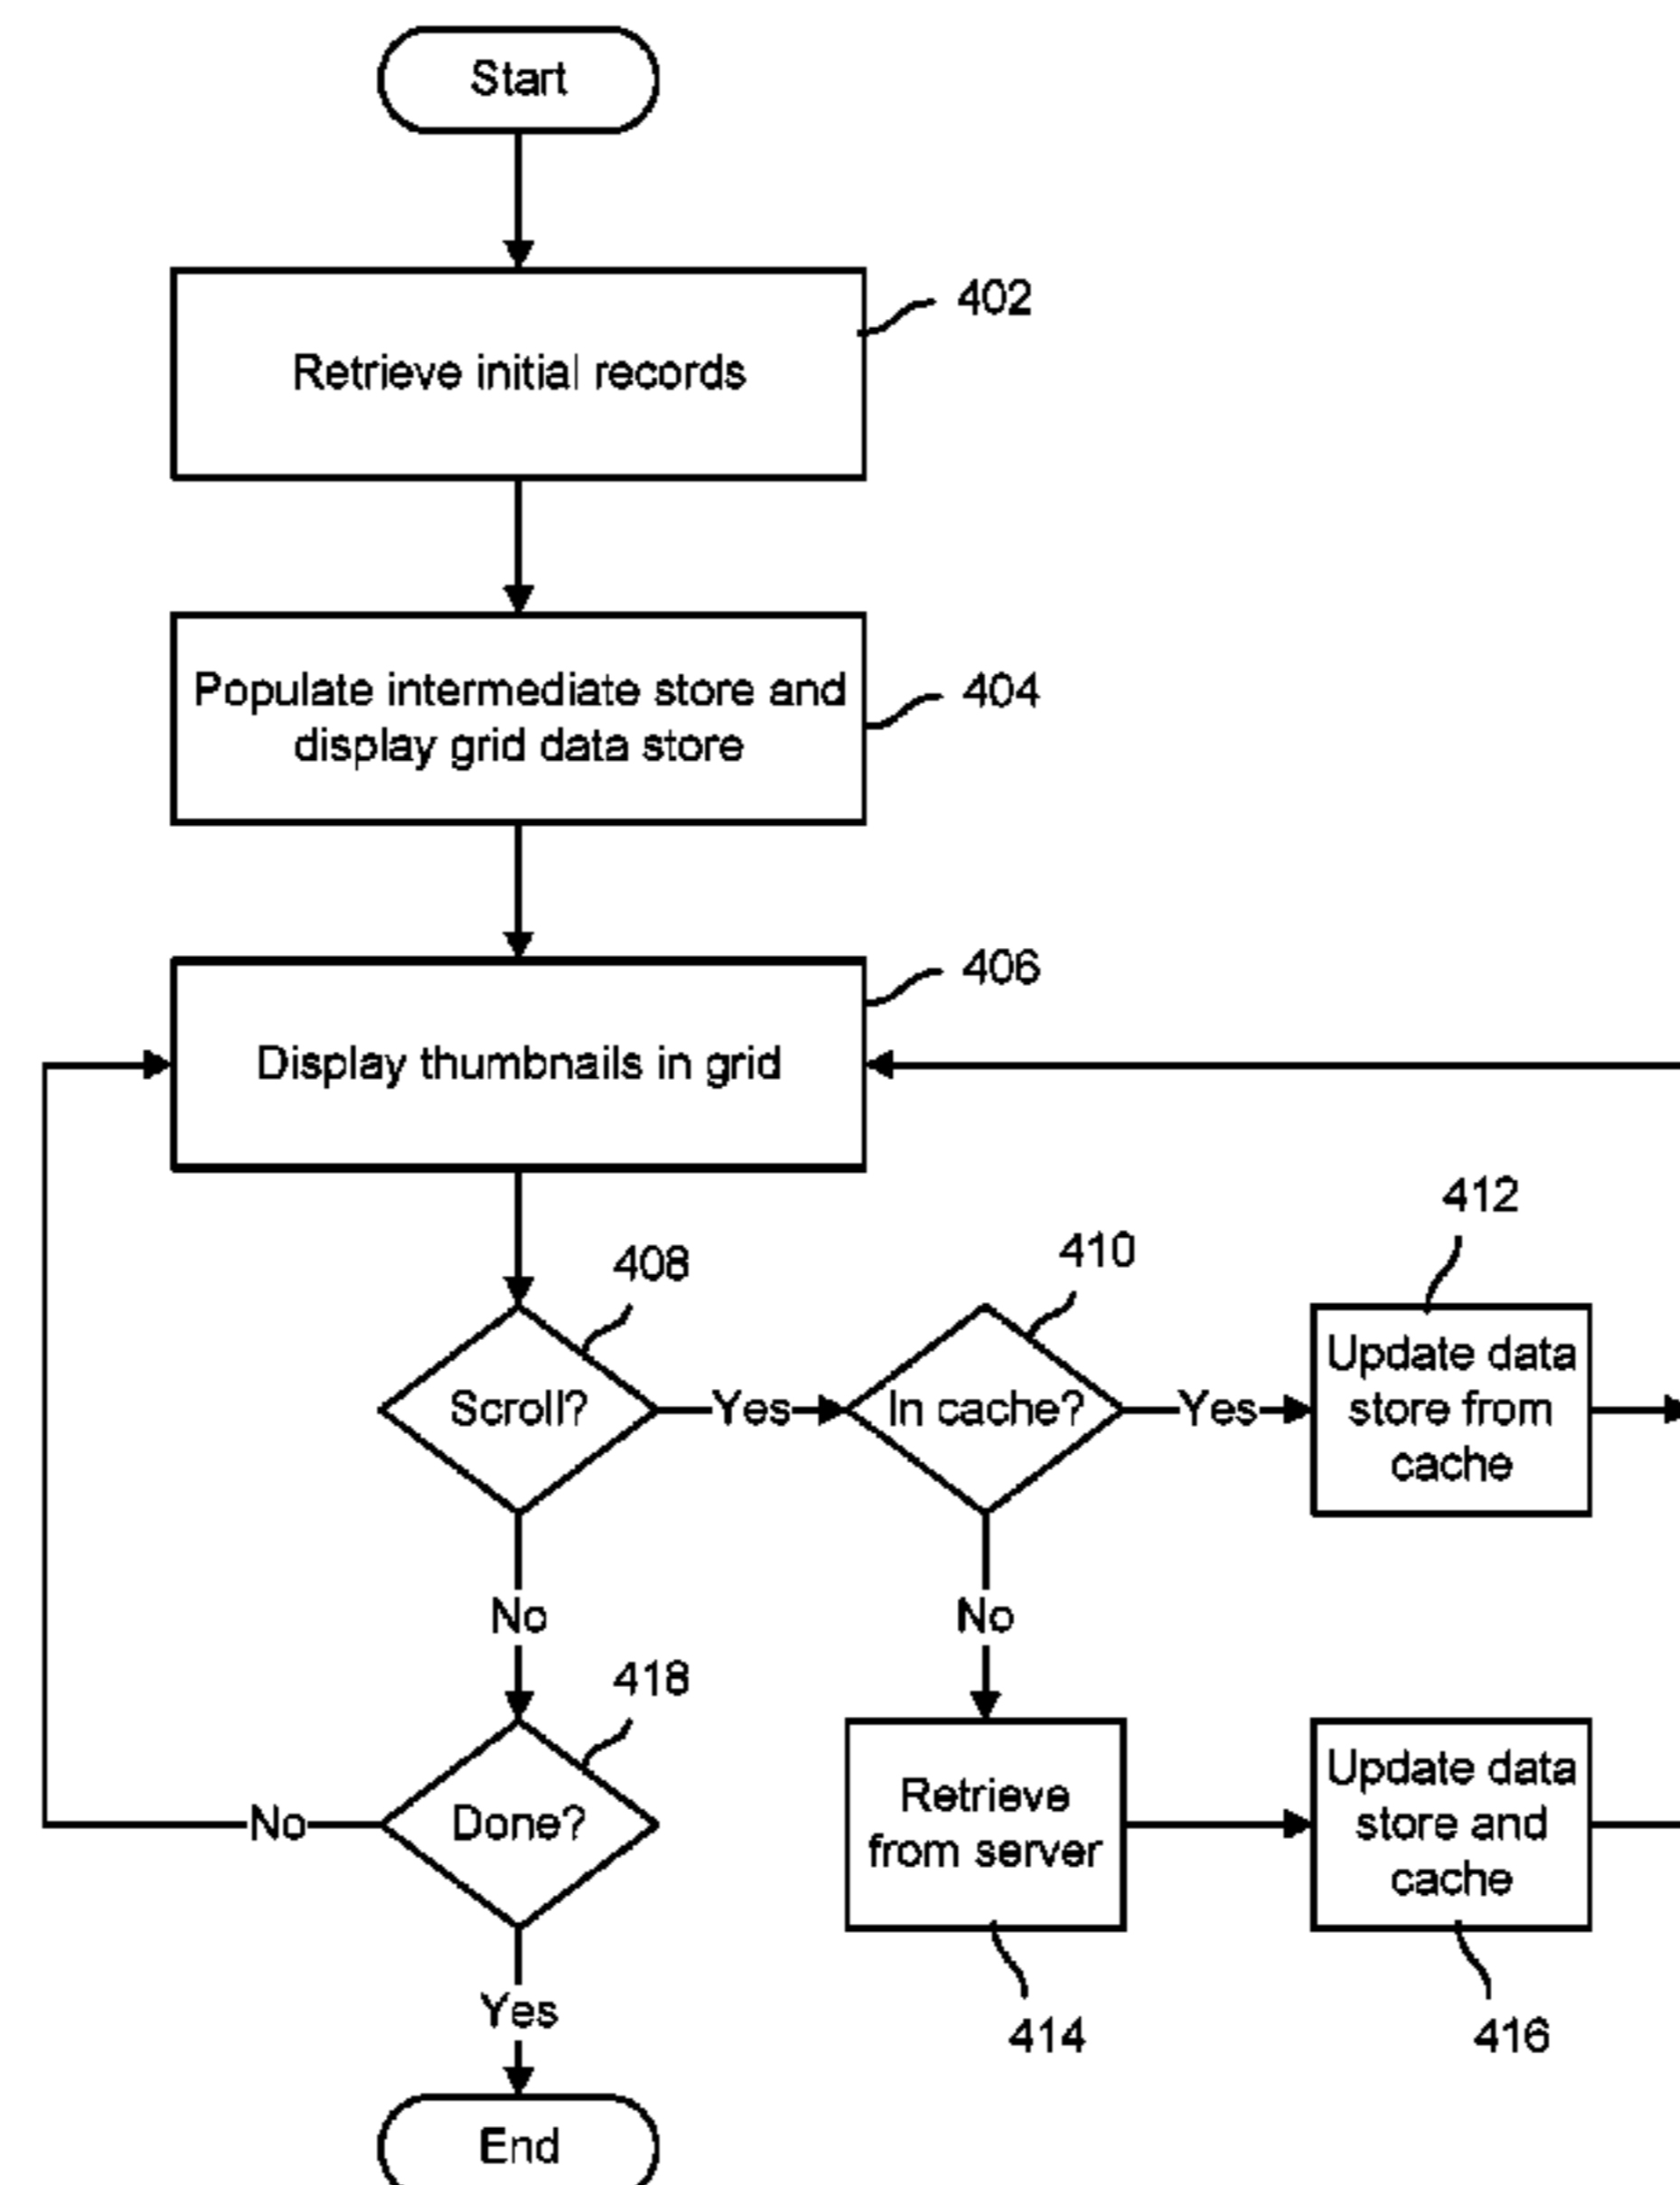 Start
402
Retrieve initial records
Populate intermediate store and
display grid data store
404
406
Display thumbnails in grid
412
408
410
Scroll?
Yes
In cache?
Yes
Update data
store from
cache
No
No
418
Done?
No
Retrieve
from server
Update data
store and
cache
Yes
414
416
End